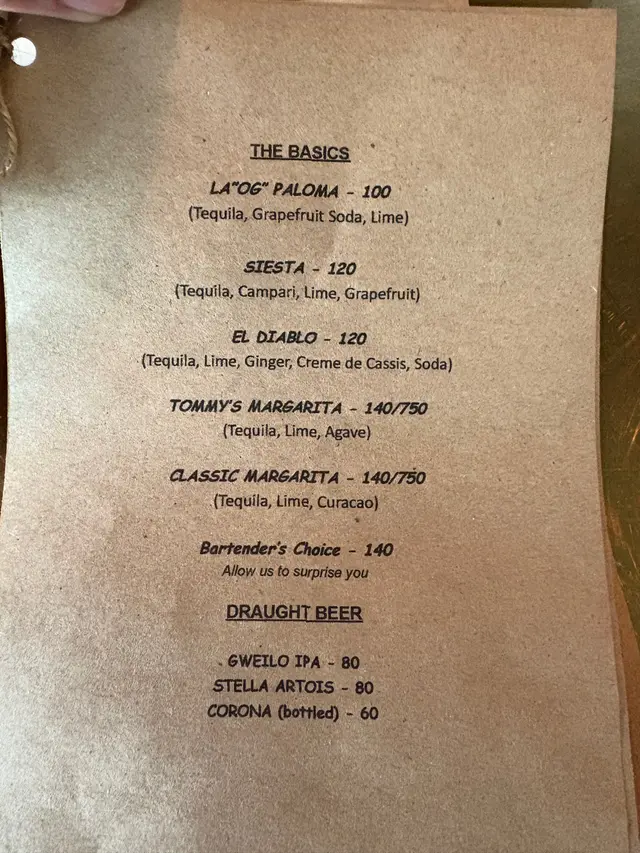 THE BASICS
LA"OG" PALOMA - 100
(Tequila, Grapefruit Soda, Lime)
SIESTA - 120
(Tequila, Campari, Lime, Grapefruit)
EL DIABLO - 120
(Tequila, Lime, Ginger, Creme de Cassis, Soda)
TOMMY'S MARGARITA - 140/750
(Tequila, Lime, Agave)
CLASSIC MARGARITA - 140/750
(Tequila, Lime, Curacao)
Bartender's Choice - 140
Allow us to surprise you
DRAUGHT BEER
GWEILO IPA - 80
STELLA ARTOIS - 80
CORONA (bottled) - 60